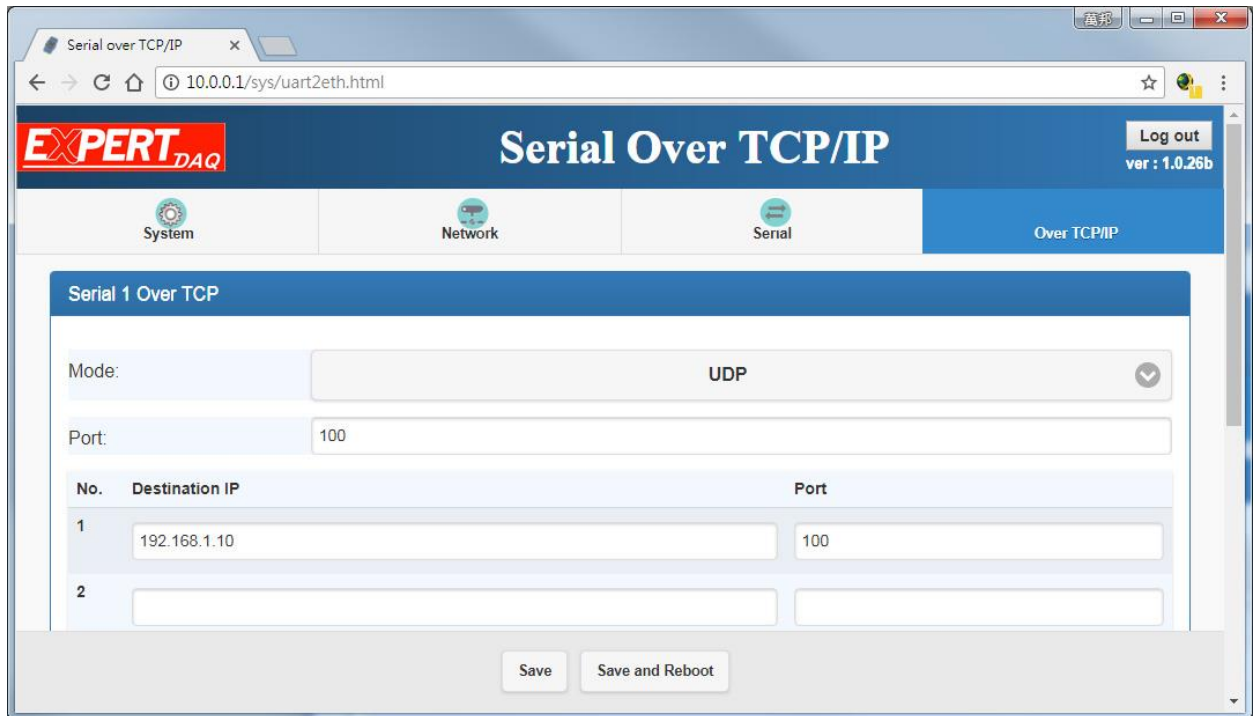 萬邦
Serial over TCP/IP
10.0.0.1/sys/uart2eth.html
EXPERT DAQ
Serial Over TCP/IP
Log out
ver : 1.0.26b
System
Network
Serial
Over TCP/IP
Serial 1 Over TCP
Mode: UDP
Port: 100
No. Destination IP Port
1 192.168.1.10 100
2
Save Save and Reboot